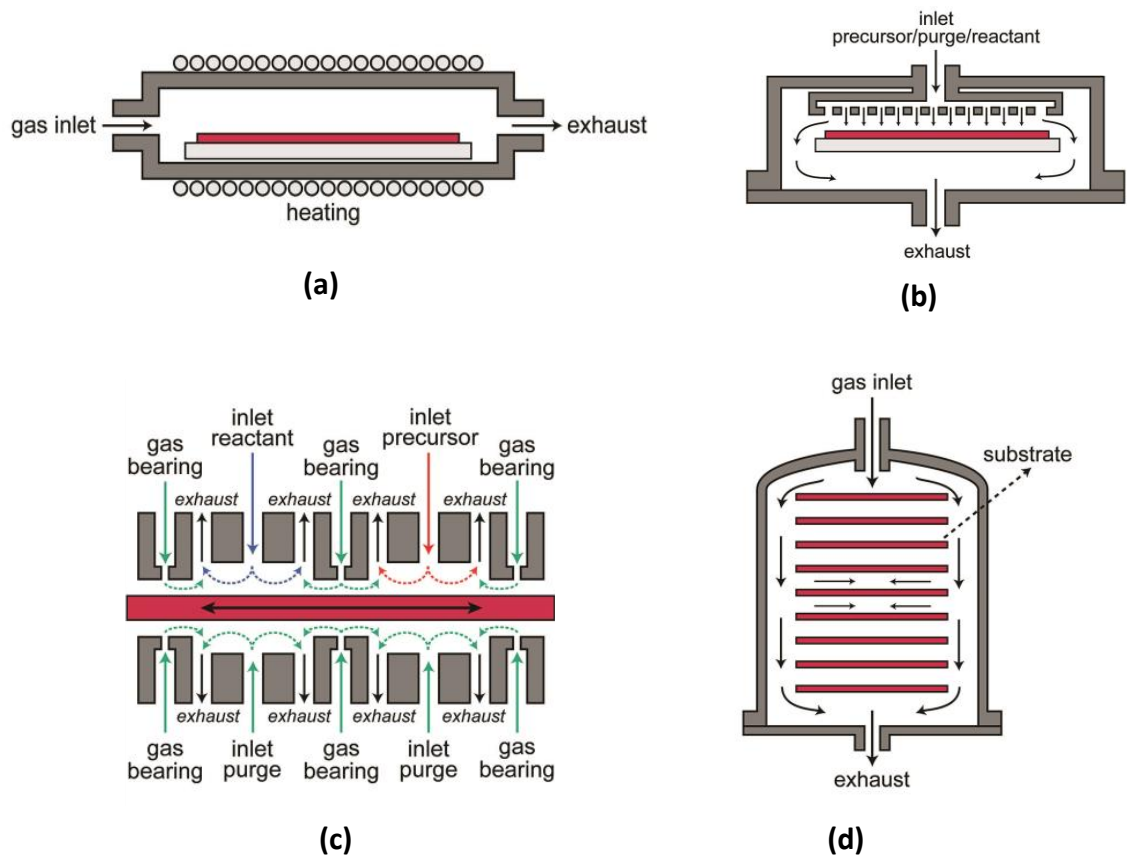 gas inlet
exhaust
heating
(a)
inlet
precursor/purge/reactant
exhaust
(b)
gas
bearing
inlet
reactant
gas
bearing
inlet
precursor
gas
bearing
exhaust
exhaust
exhaust
exhaust
exhaust
exhaust
exhaust
exhaust
gas
bearing
inlet
purge
gas
bearing
inlet
purge
gas
bearing
(c)
gas inlet
substrate
exhaust
(d)